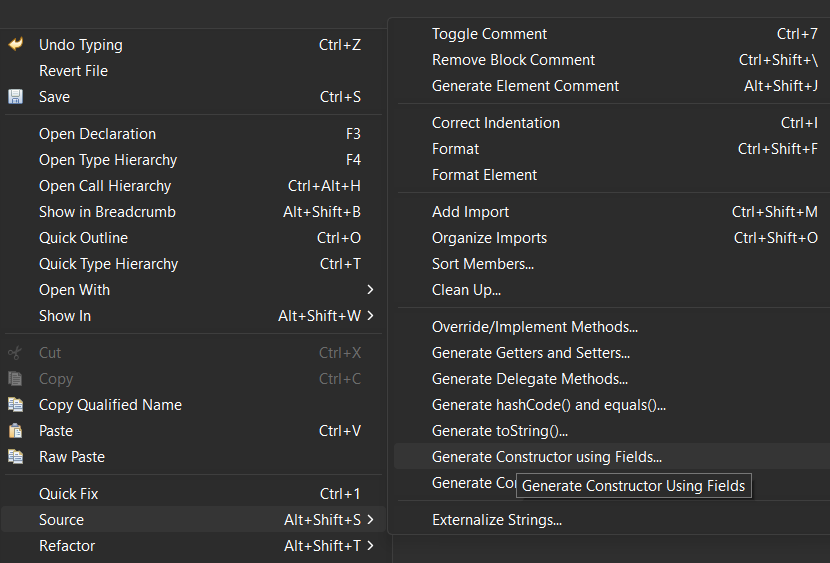 Undo Typing Ctrl+Z
Revert File
Save Ctrl+S
Open Declaration F3
Open Type Hierarchy F4
Open Call Hierarchy Ctrl+Alt+H
Show in Breadcrumb Alt+Shift+B
Quick Outline Ctrl+O
Quick Type Hierarchy Ctrl+T
Open With
Show In Alt+Shift+W
Cut Ctrl+X
Copy Ctrl+C
Copy Qualified Name
Paste Ctrl+V
Raw Paste
Quick Fix Ctrl+1
Source Alt+Shift+S
Refactor Alt+Shift+T
Toggle Comment Ctrl+7
Remove Block Comment Ctrl+Shift+\
Generate Element Comment Alt+Shift+J
Correct Indentation Ctrl+I
Format Ctrl+Shift+F
Format Element
Add Import Ctrl+Shift+M
Organize Imports Ctrl+Shift+O
Sort Members...
Clean Up...
Override/Implement Methods...
Generate Getters and Setters...
Generate Delegate Methods...
Generate hashCode() and equals()...
Generate toString()...
Generate Constructor using Fields...
Generate
Generate Constructor Using Fields
Externalize Strings...